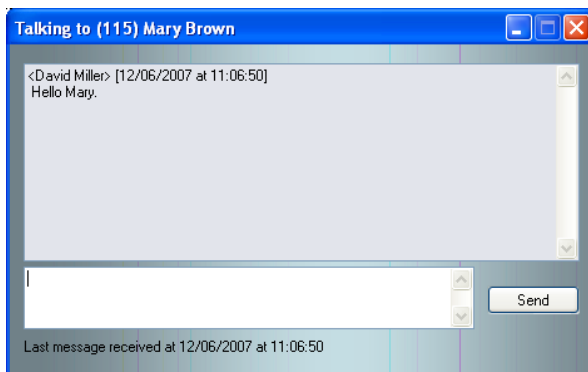 Talking to (115) Mary Brown
<David Miller> [12/06/2007 at 11:06:50]
Hello Mary.
Send
Last message received at 12/06/2007 at 11:06:50